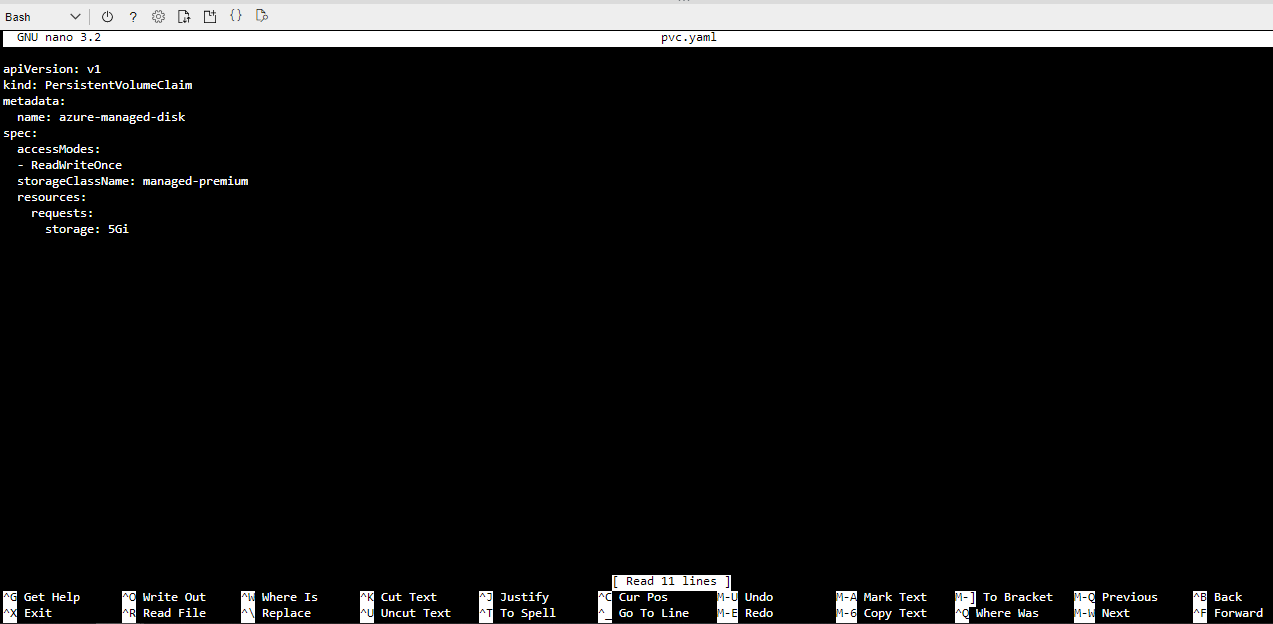 Bash
?
{}
GNU nano 3.2 pvc.yaml
apiVersion: v1
kind: PersistentVolumeClaim
metadata:
  name: azure-managed-disk
spec:
  accessModes:
  - ReadWriteOnce
  storageClassName: managed-premium
  resources:
    requests:
      storage: 5Gi
[ Read 11 lines ]
^G Get Help ^O Write Out ^W Where Is ^K Cut Text ^J Justify ^C Cur Pos M-U Undo M-A Mark Text M-] To Bracket M-Q Previous ^B Back
^X Exit ^R Read File ^\ Replace ^U Uncut Text ^T To Spell ^_ Go To Line M-E Redo M-6 Copy Text ^Q Where Was M-W Next ^F Forward